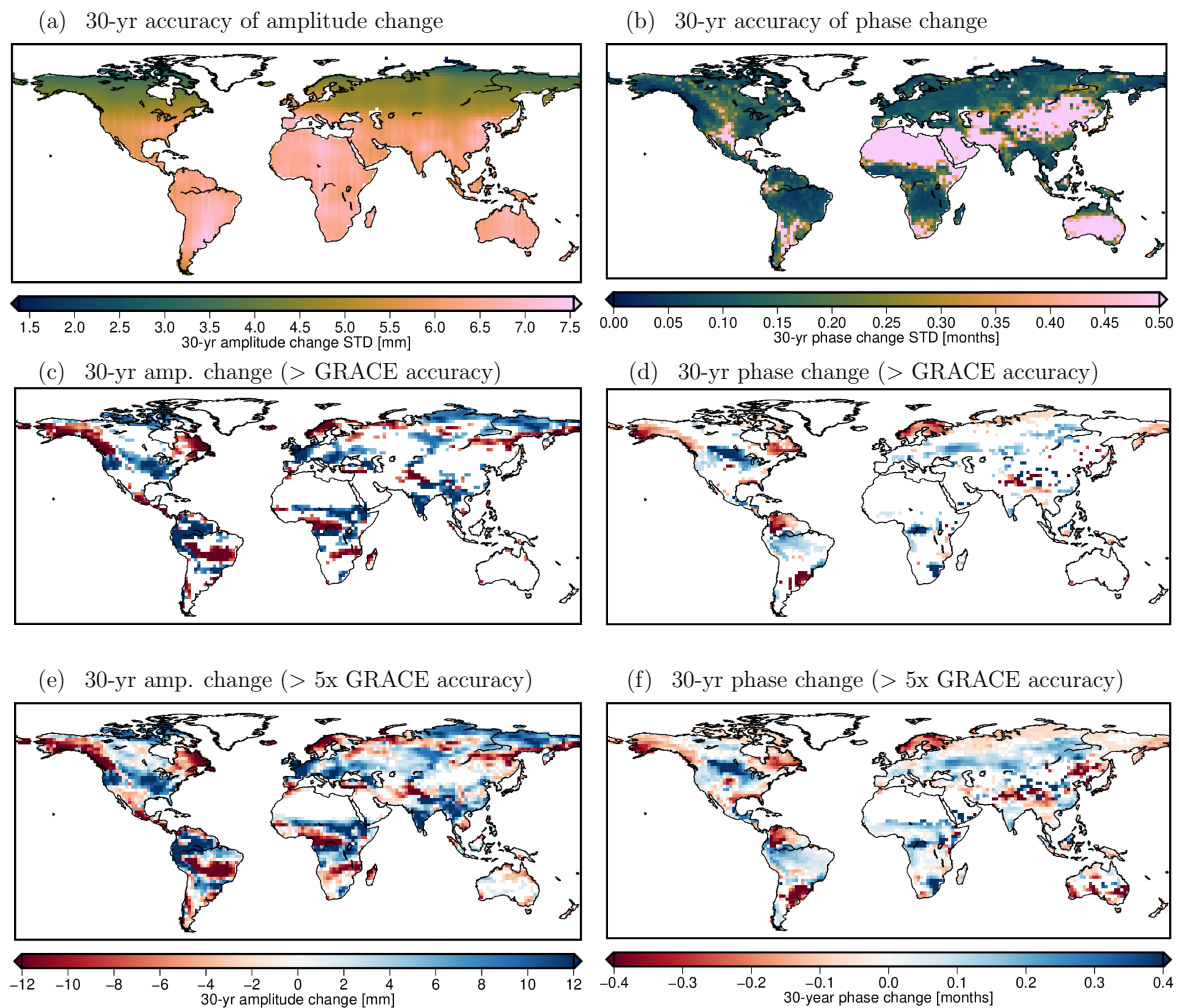 (a) 30-yr accuracy of amplitude change
(b) 30-yr accuracy of phase change
1.5 2.0 2.5 3.0 3.5 4.0 4.5 5.0 5.5 6.0 6.5 7.0 7.5
30-yr amplitude change STD [mm]
0.00 0.05 0.10 0.15 0.20 0.25 0.30 0.35 0.40 0.45 0.50
30-yr phase change STD [months]
(c) 30-yr amp. change (> GRACE accuracy)
(d) 30-yr phase change (> GRACE accuracy)
(e) 30-yr amp. change (> 5x GRACE accuracy)
(f) 30-yr phase change (> 5x GRACE accuracy)
−12 −10 −8 −6 −4 −2 0 2 4 6 8 10 12
30-yr amplitude change [mm]
−0.4 −0.3 −0.2 −0.1 0.0 0.1 0.2 0.3 0.4
30-year phase change [months]